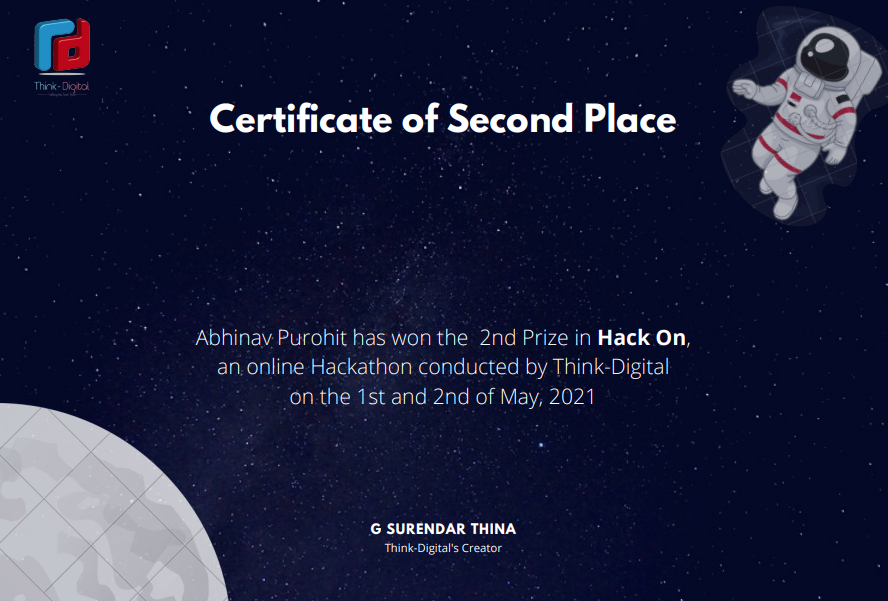 Think-Digital
Certificate of Second Place
Abhinav Purohit has won the 2nd Prize in Hack On,
an online Hackathon conducted by Think-Digital
on the 1st and 2nd of May, 2021
G SURENDAR THINA
Think-Digital's Creator